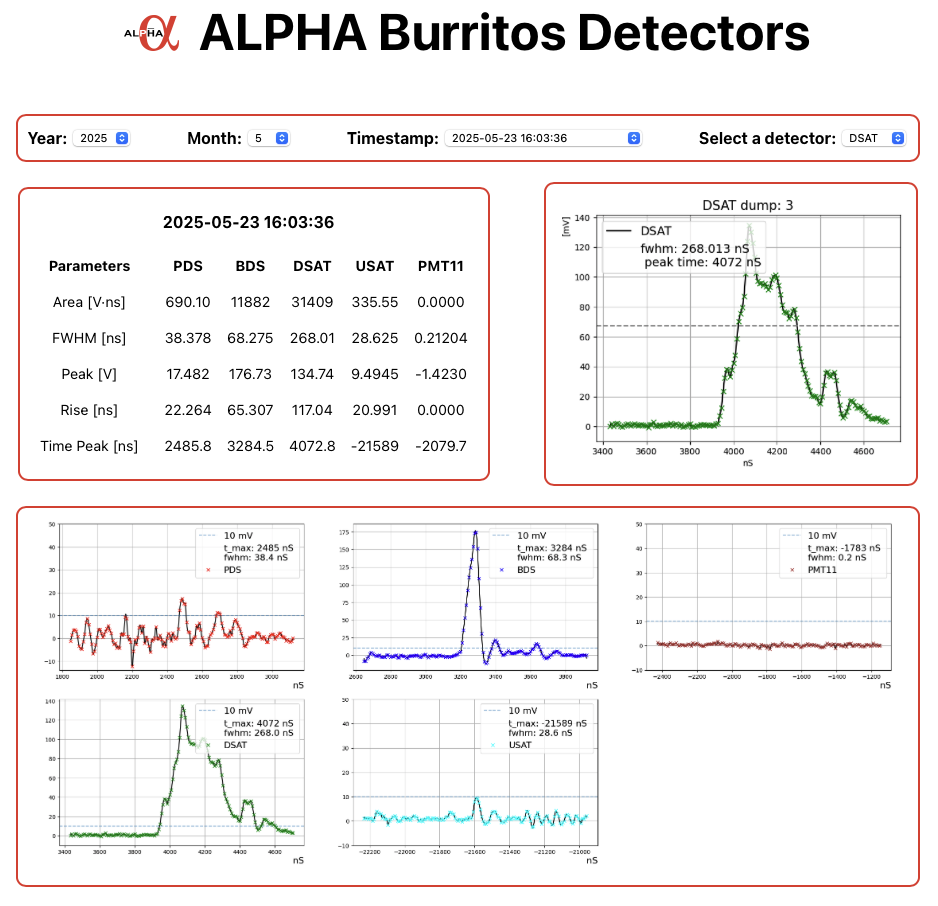 ALPHA
ALPHA Burritos Detectors
Year: 2025 Month: 5 Timestamp: 2025-05-23 16:03:36 Select a detector: DSAT
2025-05-23 16:03:36
Parameters PDS BDS DSAT USAT PMT11
Area [V·ns] 690.10 11882 31409 335.55 0.0000
FWHM [ns] 38.378 68.275 268.01 28.625 0.21204
Peak [V] 17.482 176.73 134.74 9.4945 -1.4230
Rise [ns] 22.264 65.307 117.04 20.991 0.0000
Time Peak [ns] 2485.8 3284.5 4072.8 -21589 -2079.7
DSAT dump: 3
[mV]
DSAT
fwhm: 268.013 nS
peak time: 4072 nS
140
120
100
80
60
40
20
0
3400 3600 3800 4000 4200 4400 4600
nS
50
40
30
20
10
0
−10
10 mV
t_max: 2485 nS
fwhm: 38.4 nS
PDS
1800 2000 2200 2400 2600 2800 3000
nS
175
150
125
100
75
50
25
0
10 mV
t_max: 3284 nS
fwhm: 68.3 nS
BDS
2600 2800 3000 3200 3400 3600 3800
nS
50
40
30
20
10
0
−10
10 mV
t_max: -1783 nS
fwhm: 0.2 nS
PMT11
−2400 −2200 −2000 −1800 −1600 −1400 −1200
nS
140
120
100
80
60
40
20
0
10 mV
t_max: 4072 nS
fwhm: 268.0 nS
DSAT
3400 3600 3800 4000 4200 4400 4600
nS
50
40
30
20
10
0
−10
10 mV
t_max: -21589 nS
fwhm: 28.6 nS
USAT
−22200 −22000 −21800 −21600 −21400 −21200 −21000
nS